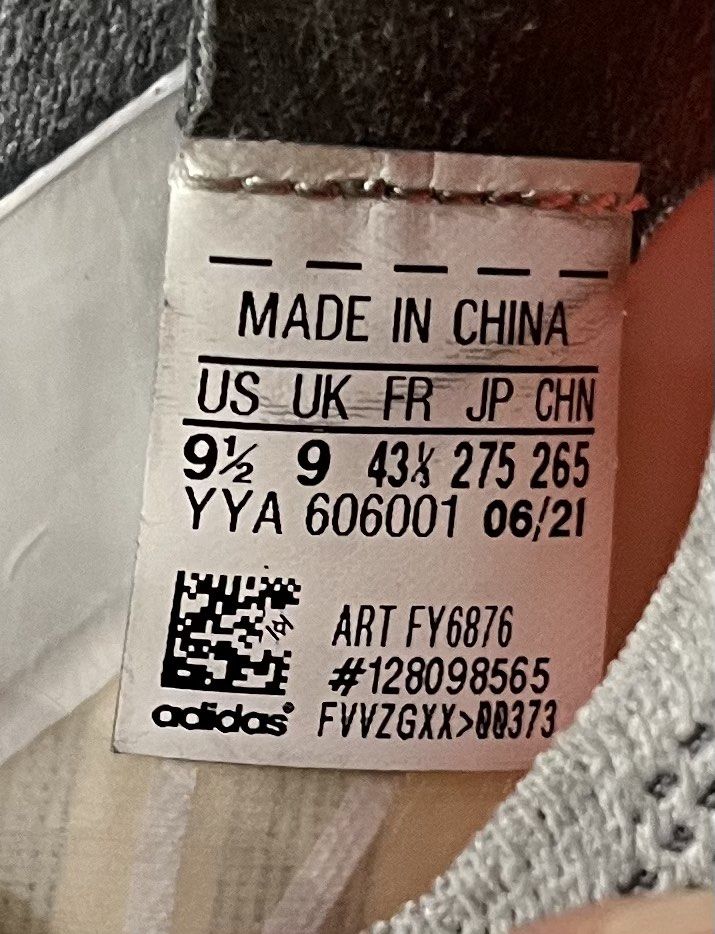 MADE IN CHINA
US UK FR JP CHN
9½ 9 43⅓ 275 265
YYA 606001 06/21
ART FY6876
#128098565
adidas® FVVZGXX>00373